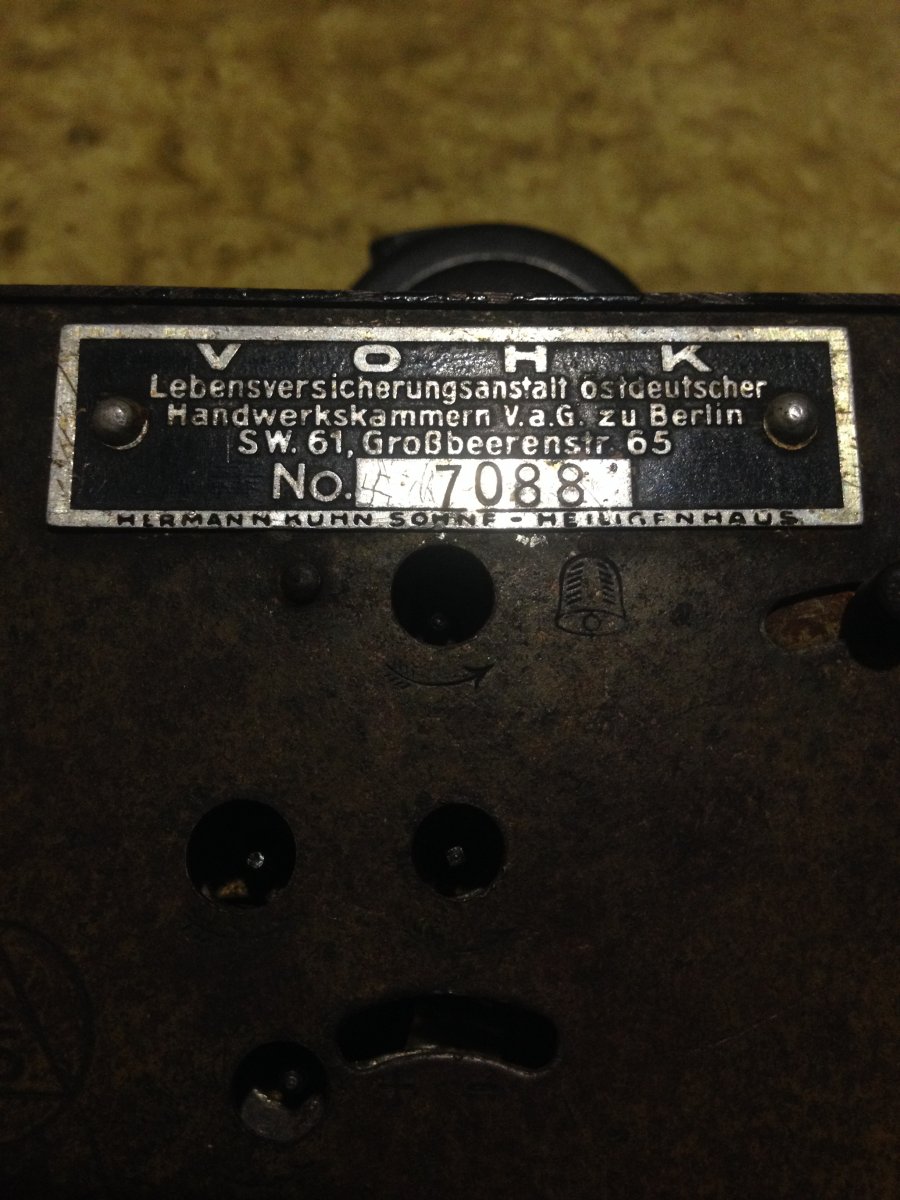 V O H K
Lebensversicherungsanstalt ostdeutscher
Handwerkskammern V.a.G. zu Berlin
SW. 61, Großbeerenstr. 65
No. 7088
HERMANN KUHN SÖHNE - HEILIGENHAUS